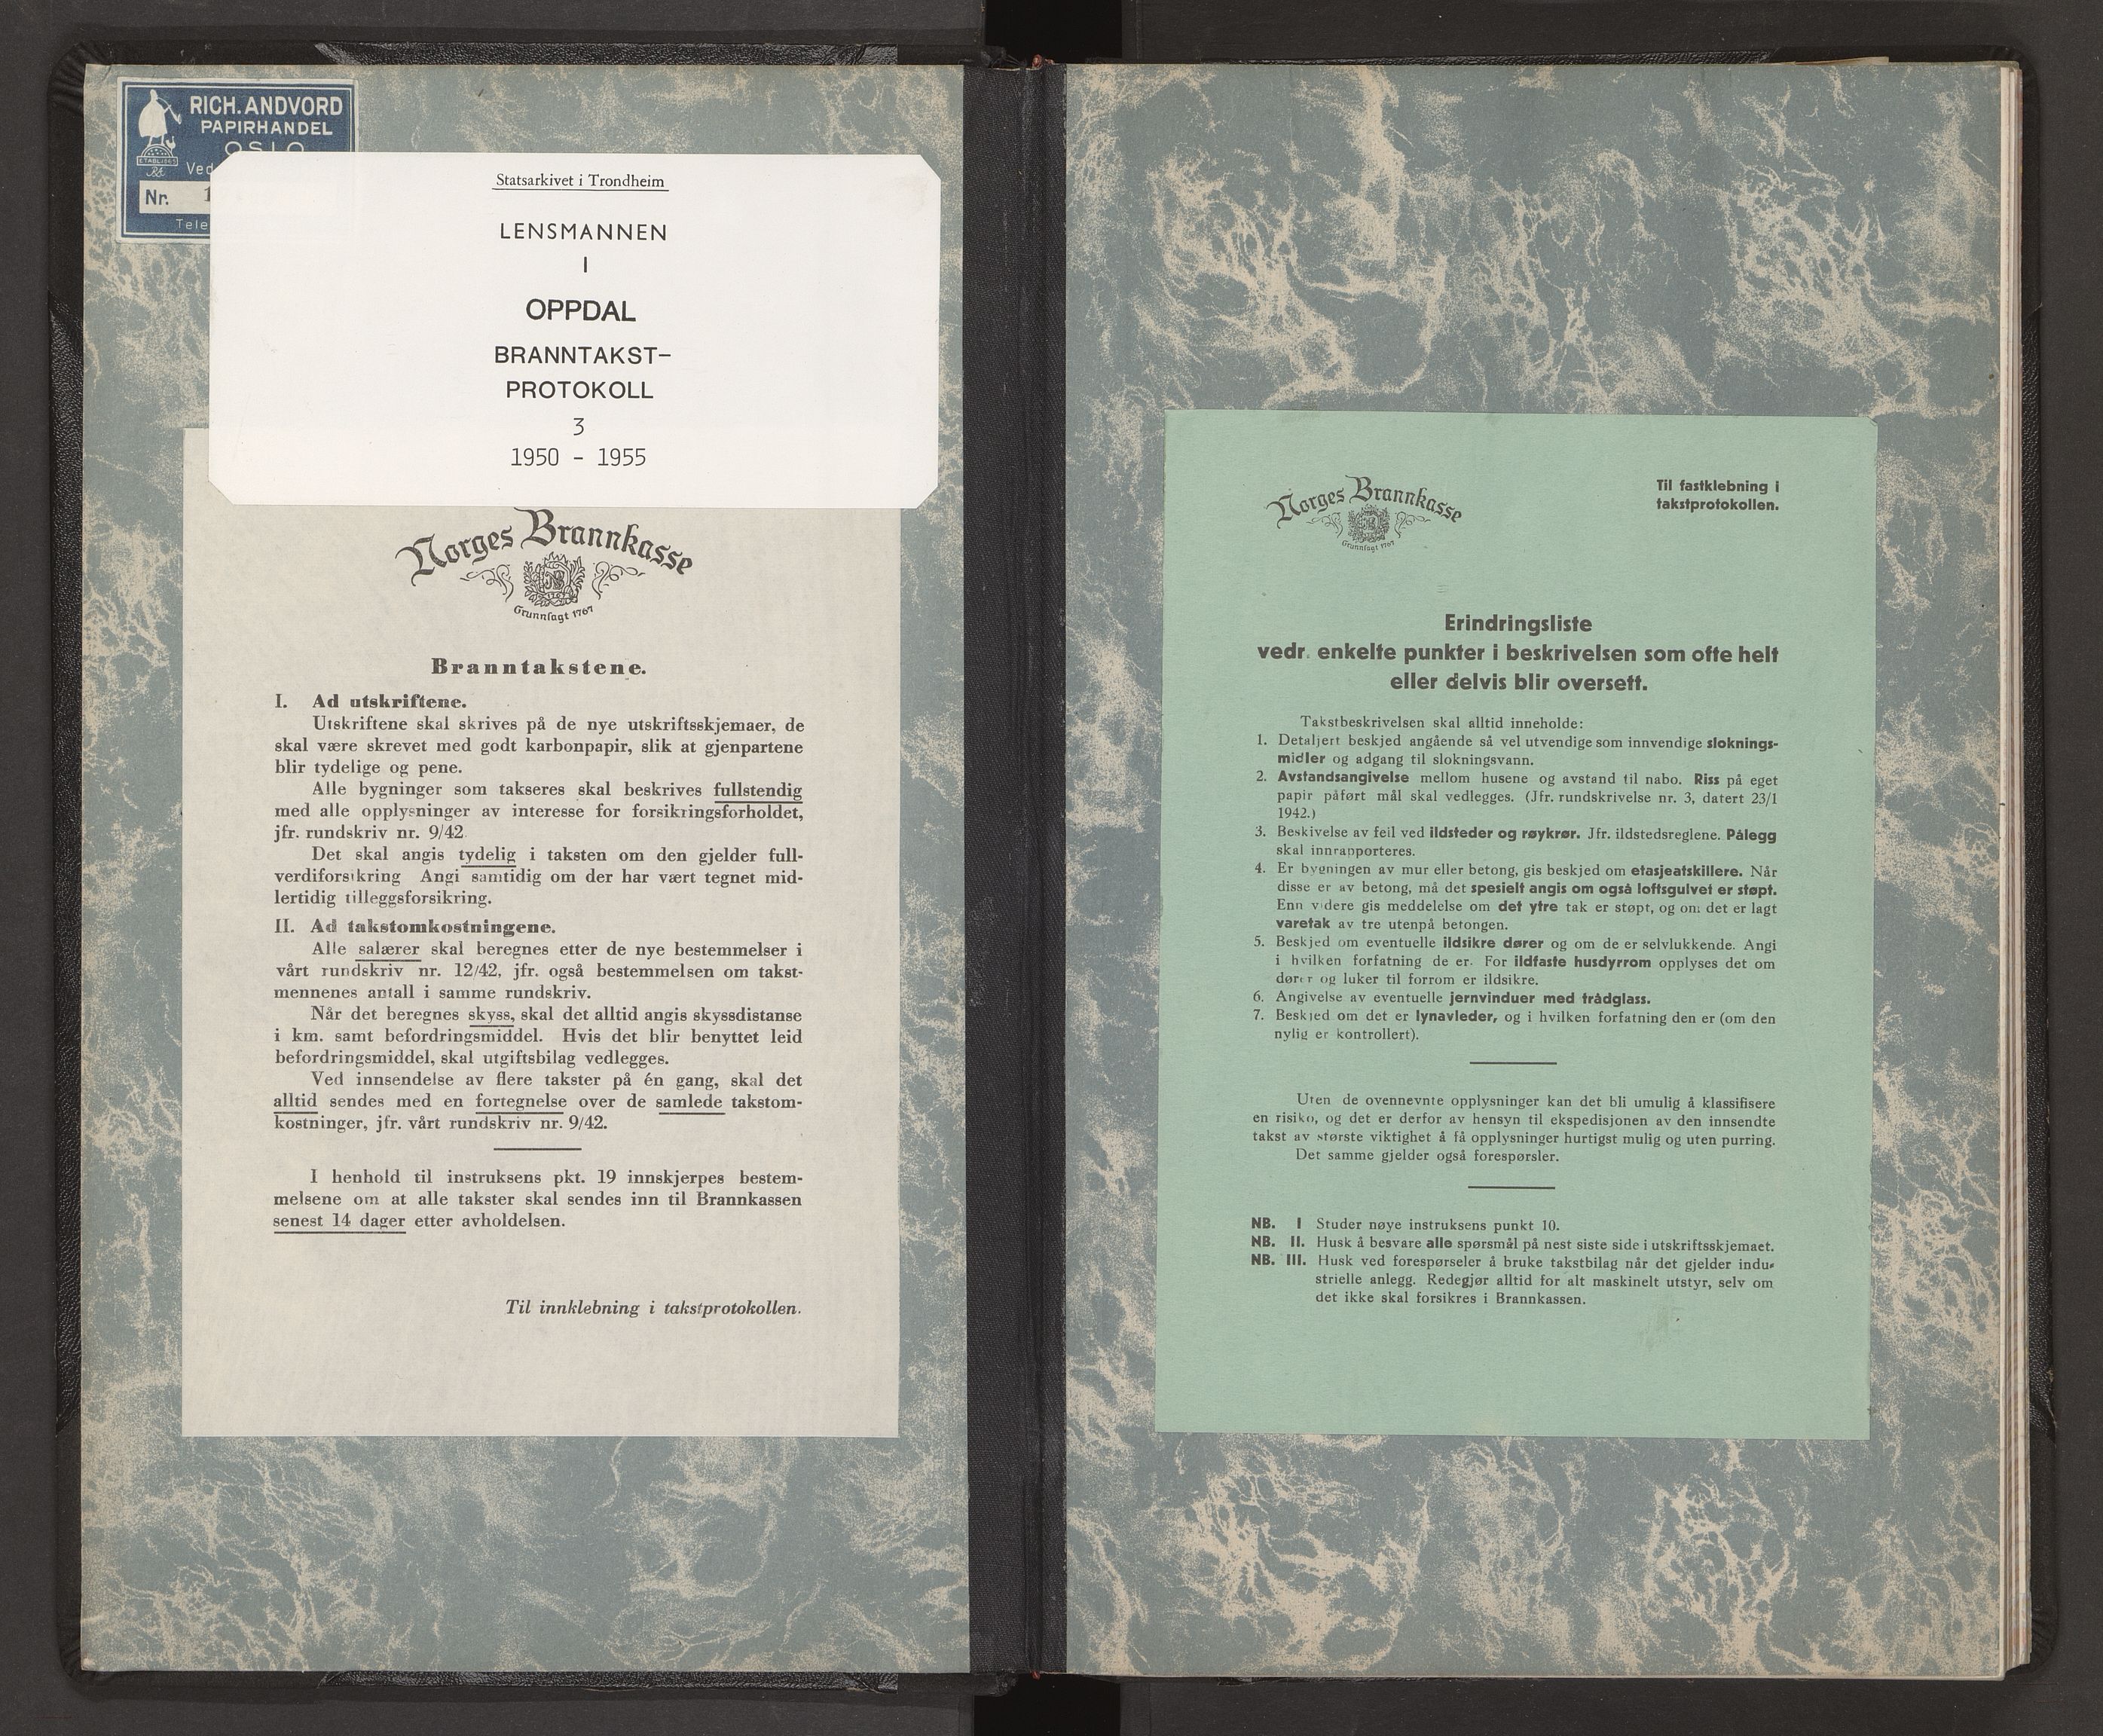 RICH. ANDVORD
PAPIRHANDEL
OSLO
Nr.
Statsarkivet i Trondheim
LENSMANNEN
I
OPPDAL
BRANNTAKST-
PROTOKOLL
3
1950 - 1955
Norges Brannkasse
Grunnlagt 1767
Branntakstene.
I. Ad utskriftene.
Utskriftene skal skrives på de nye utskriftsskjemaer, de
skal være skrevet med godt karbonpapir, slik at gjenpartene
blir tydelige og pene.
Alle bygninger som takseres skal beskrives fullstendig
med alle opplysninger av interesse for forsikringsforholdet,
jfr. rundskriv nr. 9/42
Det skal angis tydelig i taksten om den gjelder full-
verdiforsikring Angi samtidig om der har vært tegnet mid-
lertidig tilleggsforsikring.
II. Ad takstomkostningene.
Alle salærer skal beregnes etter de nye bestemmelser i
vårt rundskriv nr. 12/42, jfr. også bestemmelsen om takst-
mennenes antall i samme rundskriv.
Når det beregnes skyss, skal det alltid angis skyssdistanse
i km. samt befordringsmiddel. Hvis det blir benyttet leid
befordringsmiddel, skal utgiftsbilag vedlegges.
Ved innsendelse av flere takster på én gang, skal det
alltid sendes med en fortegnelse over de samlede takstom-
kostninger, jfr. vårt rundskriv nr. 9/42.
I henhold til instruksens pkt. 19 innskjerpes bestem-
melsene om at alle takster skal sendes inn til Brannkassen
senest 14 dager etter avholdelsen.
Til innklebning i takstprotokollen.
Norges Brannkasse
Grunnlagt 1767
Til fastklebning i
takstprotokollen.
Erindringsliste
vedr. enkelte punkter i beskrivelsen som ofte helt
eller delvis blir oversett.
Takstbeskrivelsen skal alltid inneholde:
1. Detaljert beskjed angående så vel utvendige som innvendige sloknings-
midler og adgang til slokningsvann.
2. Avstandsangivelse mellom husene og avstand til nabo. Riss på eget
papir påført mål skal vedlegges. (Jfr. rundskrivelse nr. 3, datert 23/1
1942.)
3. Beskivelse av feil ved ildsteder og røykrør. Jfr. ildstedsreglene. Pålegg
skal innrapporteres.
4. Er bygningen av mur eller betong, gis beskjed om etasjeatskillere. Når
disse er av betong, må det spesielt angis om også loftsgulvet er støpt.
Enn videre gis meddelelse om det ytre tak er støpt, og om det er lagt
varetak av tre utenpå betongen.
5. Beskjed om eventuelle ildsikre dører og om de er selvlukkende. Angi
i hvilken forfatning de er. For ildfaste husdyrrom opplyses det om
dører og luker til forrom er ildsikre.
6. Angivelse av eventuelle jernvinduer med trådglass.
7. Beskjed om det er lynavleder, og i hvilken forfatning den er (om den
nylig er kontrollert).
Uten de ovennevnte opplysninger kan det bli umulig å klassifisere
en risiko, og det er derfor av hensyn til ekspedisjonen av den innsendte
takst av største viktighet å få opplysninger hurtigst mulig og uten purring.
Det samme gjelder også forespørsler.
NB. I Studer nøye instruksens punkt 10.
NB. II. Husk å besvare alle spørsmål på nest siste side i utskriftsskjemaet.
NB. III. Husk ved forespørseler å bruke takstbilag når det gjelder indu-
strielle anlegg. Redegjør alltid for alt maskinelt utstyr, selv om
det ikke skal forsikres i Brannkassen.